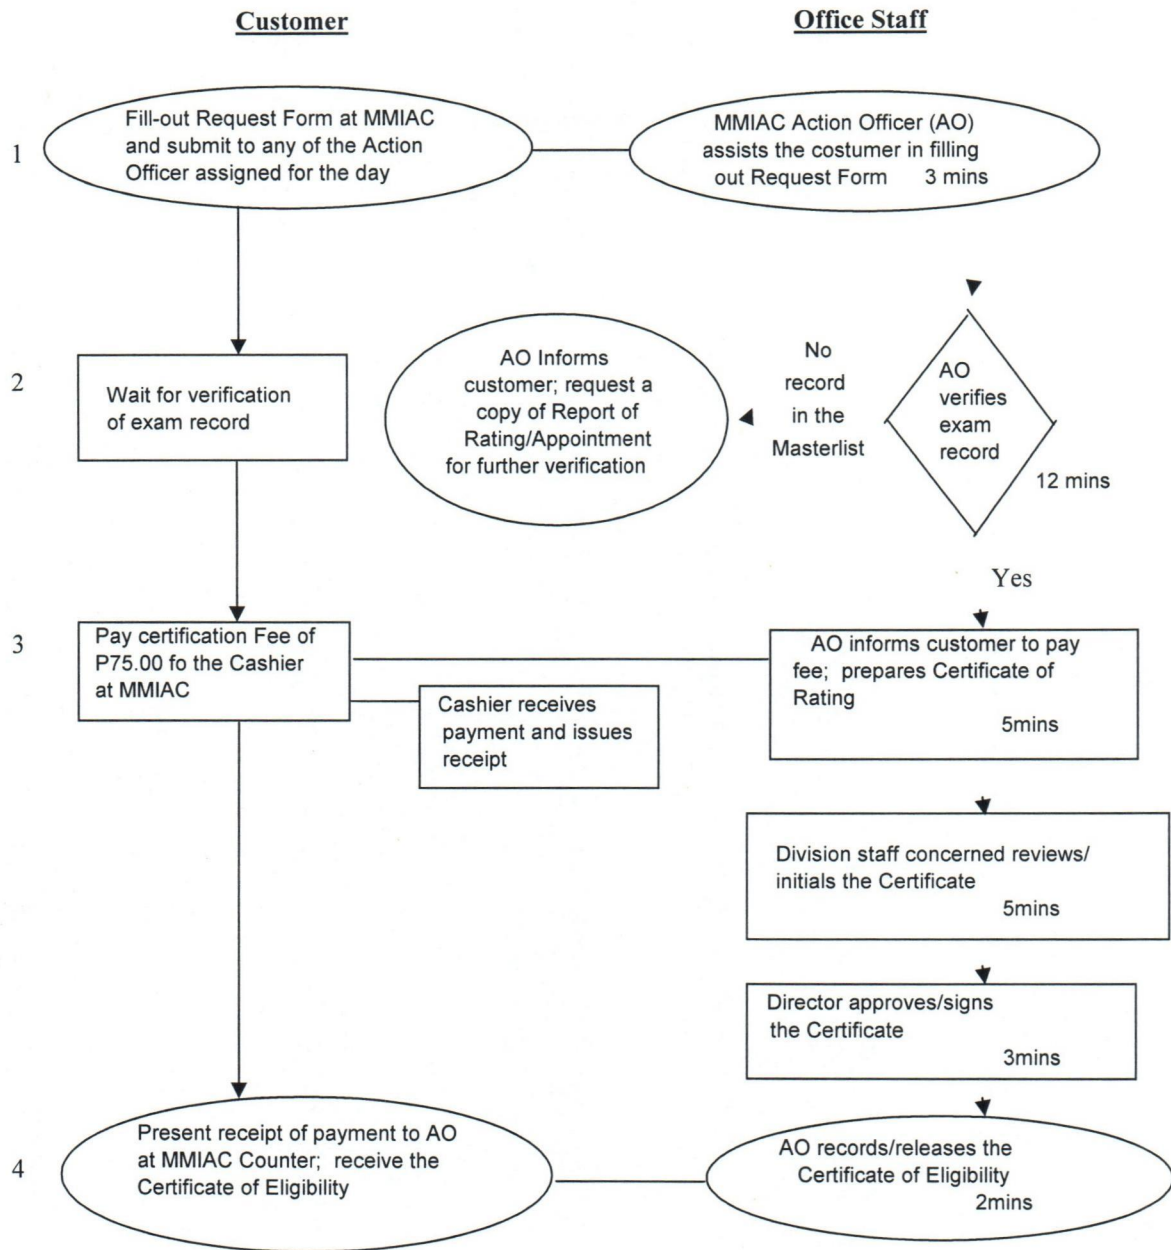 Customer
Office Staff
1
Fill-out Request Form at MMIAC
and submit to any of the Action
Officer assigned for the day
MMIAC Action Officer (AO)
assists the costumer in filling
out Request Form 3 mins
2
Wait for verification
of exam record
AO Informs
customer; request a
copy of Report of
Rating/Appointment
for further verification
No
record
in the
Masterlist
AO
verifies
exam
record
12 mins
Yes
3
Pay certification Fee of
P75.00 fo the Cashier
at MMIAC
Cashier receives
payment and issues
receipt
AO informs customer to pay
fee; prepares Certificate of
Rating
5mins
Division staff concerned reviews/
initials the Certificate
5mins
Director approves/signs
the Certificate
3mins
4
Present receipt of payment to AO
at MMIAC Counter; receive the
Certificate of Eligibility
AO records/releases the
Certificate of Eligibility
2mins